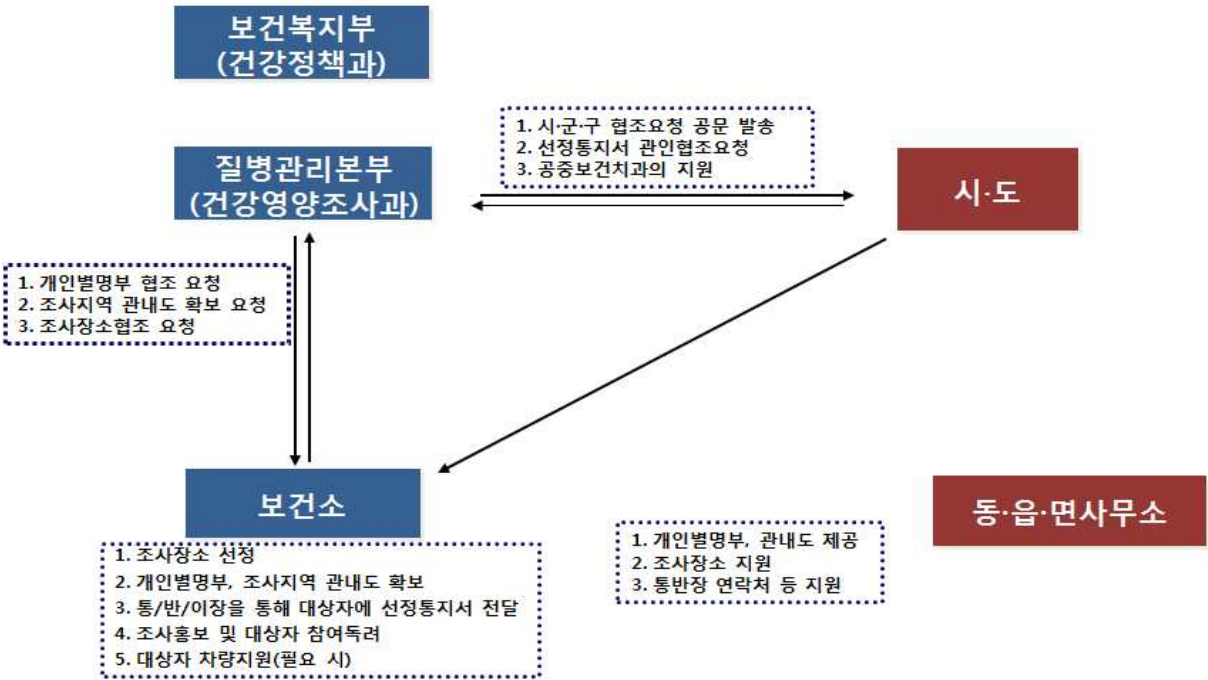 보건복지부
(건강정책과)
1. 시·군·구 협조요청 공문 발송
2. 선정통지서 관인협조요청
3. 공중보건치과의 지원
질병관리본부
(건강영양조사과)
시·도
1. 개인별명부 협조 요청
2. 조사지역 관내도 확보 요청
3. 조사장소협조 요청
보건소
1. 조사장소 선정
2. 개인별명부, 조사지역 관내도 확보
3. 통/반/이장을 통해 대상자에 선정통지서 전달
4. 조사홍보 및 대상자 참여독려
5. 대상자 차량지원(필요 시)
동·읍·면사무소
1. 개인별명부, 관내도 제공
2. 조사장소 지원
3. 통반장 연락처 등 지원